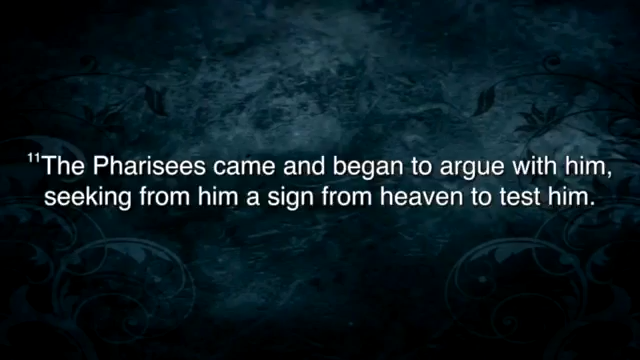 ¹¹The Pharisees came and began to argue with him,
seeking from him a sign from heaven to test him.